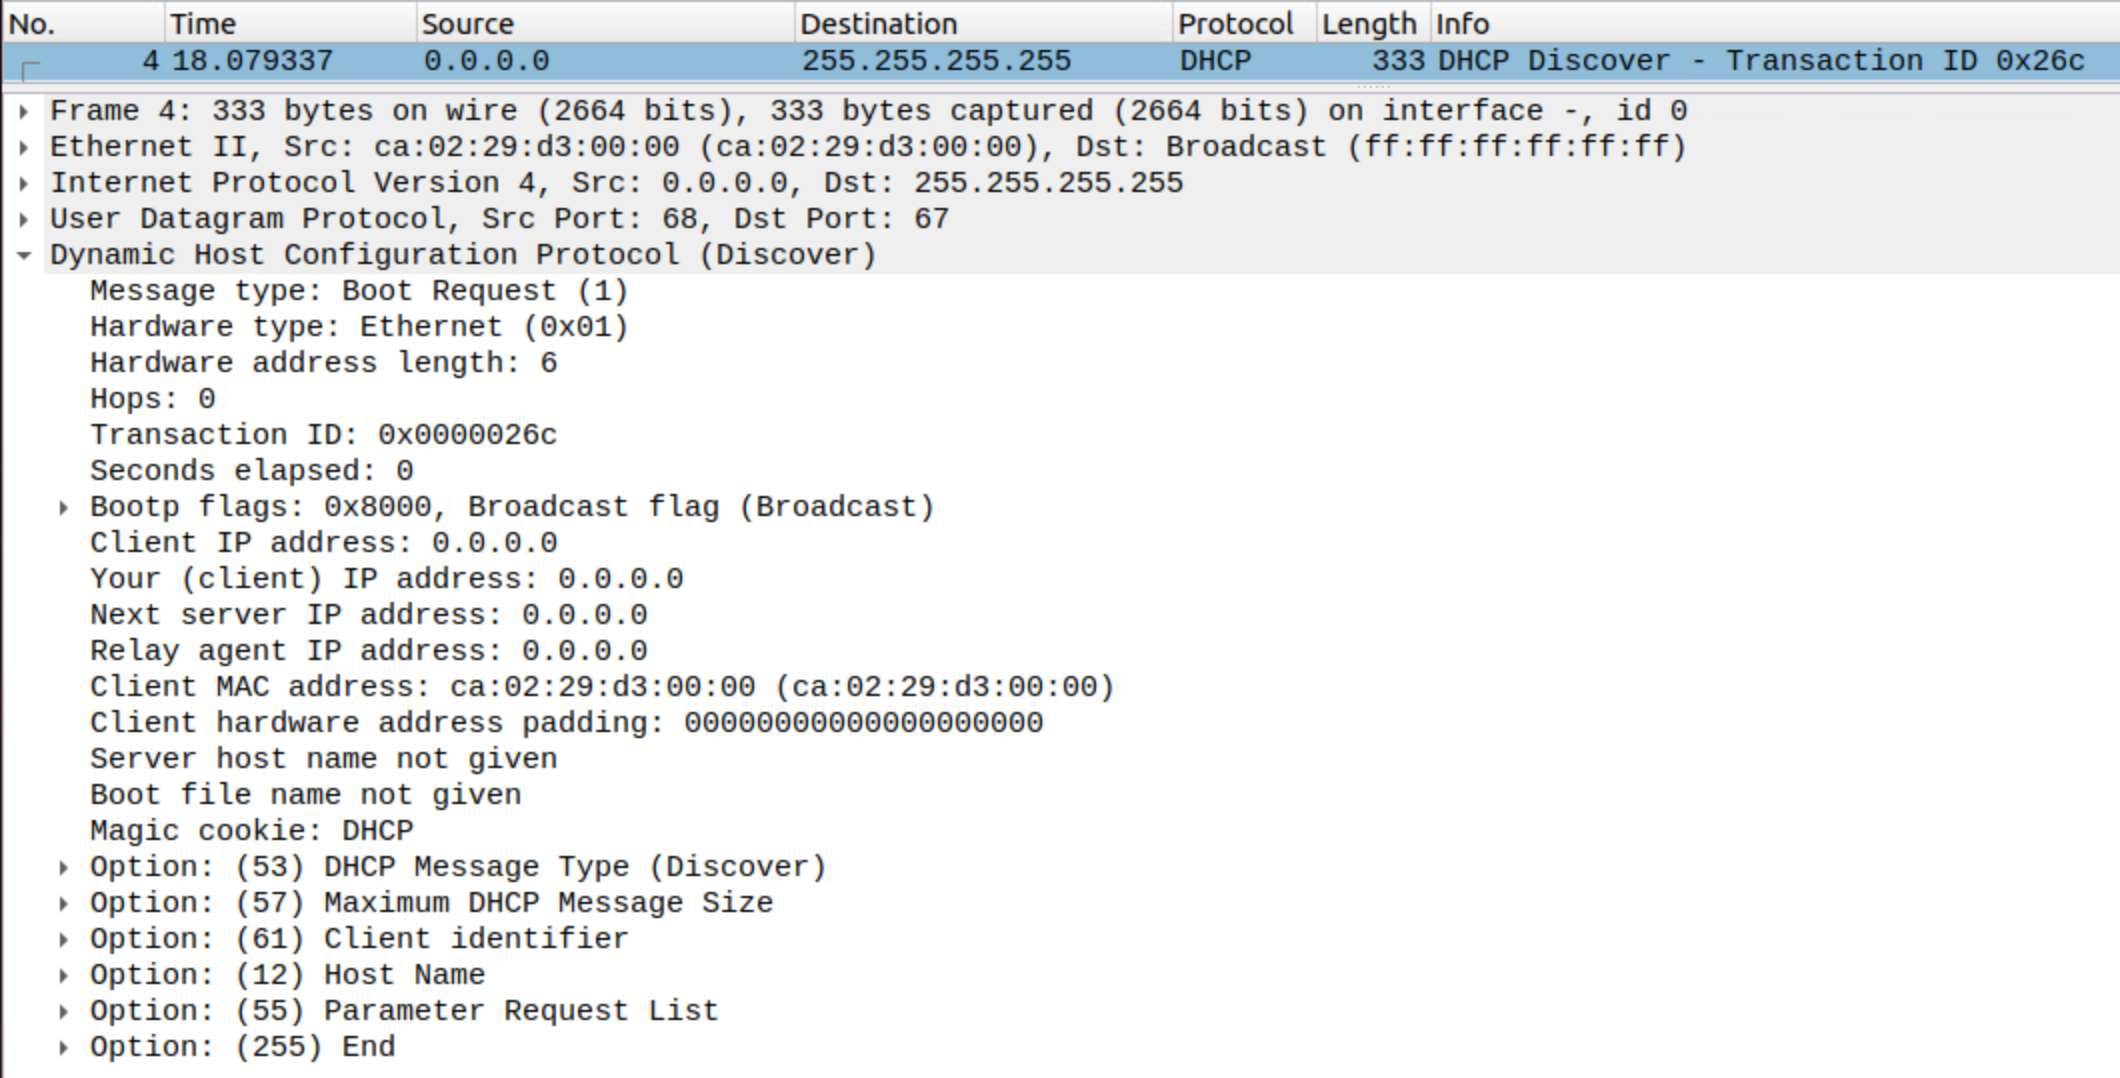 No. Time Source Destination Protocol Length Info
4 18.079337 0.0.0.0 255.255.255.255 DHCP 333 DHCP Discover - Transaction ID 0x26c
Frame 4: 333 bytes on wire (2664 bits), 333 bytes captured (2664 bits) on interface -, id 0
Ethernet II, Src: ca:02:29:d3:00:00 (ca:02:29:d3:00:00), Dst: Broadcast (ff:ff:ff:ff:ff:ff)
Internet Protocol Version 4, Src: 0.0.0.0, Dst: 255.255.255.255
User Datagram Protocol, Src Port: 68, Dst Port: 67
Dynamic Host Configuration Protocol (Discover)
Message type: Boot Request (1)
Hardware type: Ethernet (0x01)
Hardware address length: 6
Hops: 0
Transaction ID: 0x0000026c
Seconds elapsed: 0
Bootp flags: 0x8000, Broadcast flag (Broadcast)
Client IP address: 0.0.0.0
Your (client) IP address: 0.0.0.0
Next server IP address: 0.0.0.0
Relay agent IP address: 0.0.0.0
Client MAC address: ca:02:29:d3:00:00 (ca:02:29:d3:00:00)
Client hardware address padding: 00000000000000000000
Server host name not given
Boot file name not given
Magic cookie: DHCP
Option: (53) DHCP Message Type (Discover)
Option: (57) Maximum DHCP Message Size
Option: (61) Client identifier
Option: (12) Host Name
Option: (55) Parameter Request List
Option: (255) End